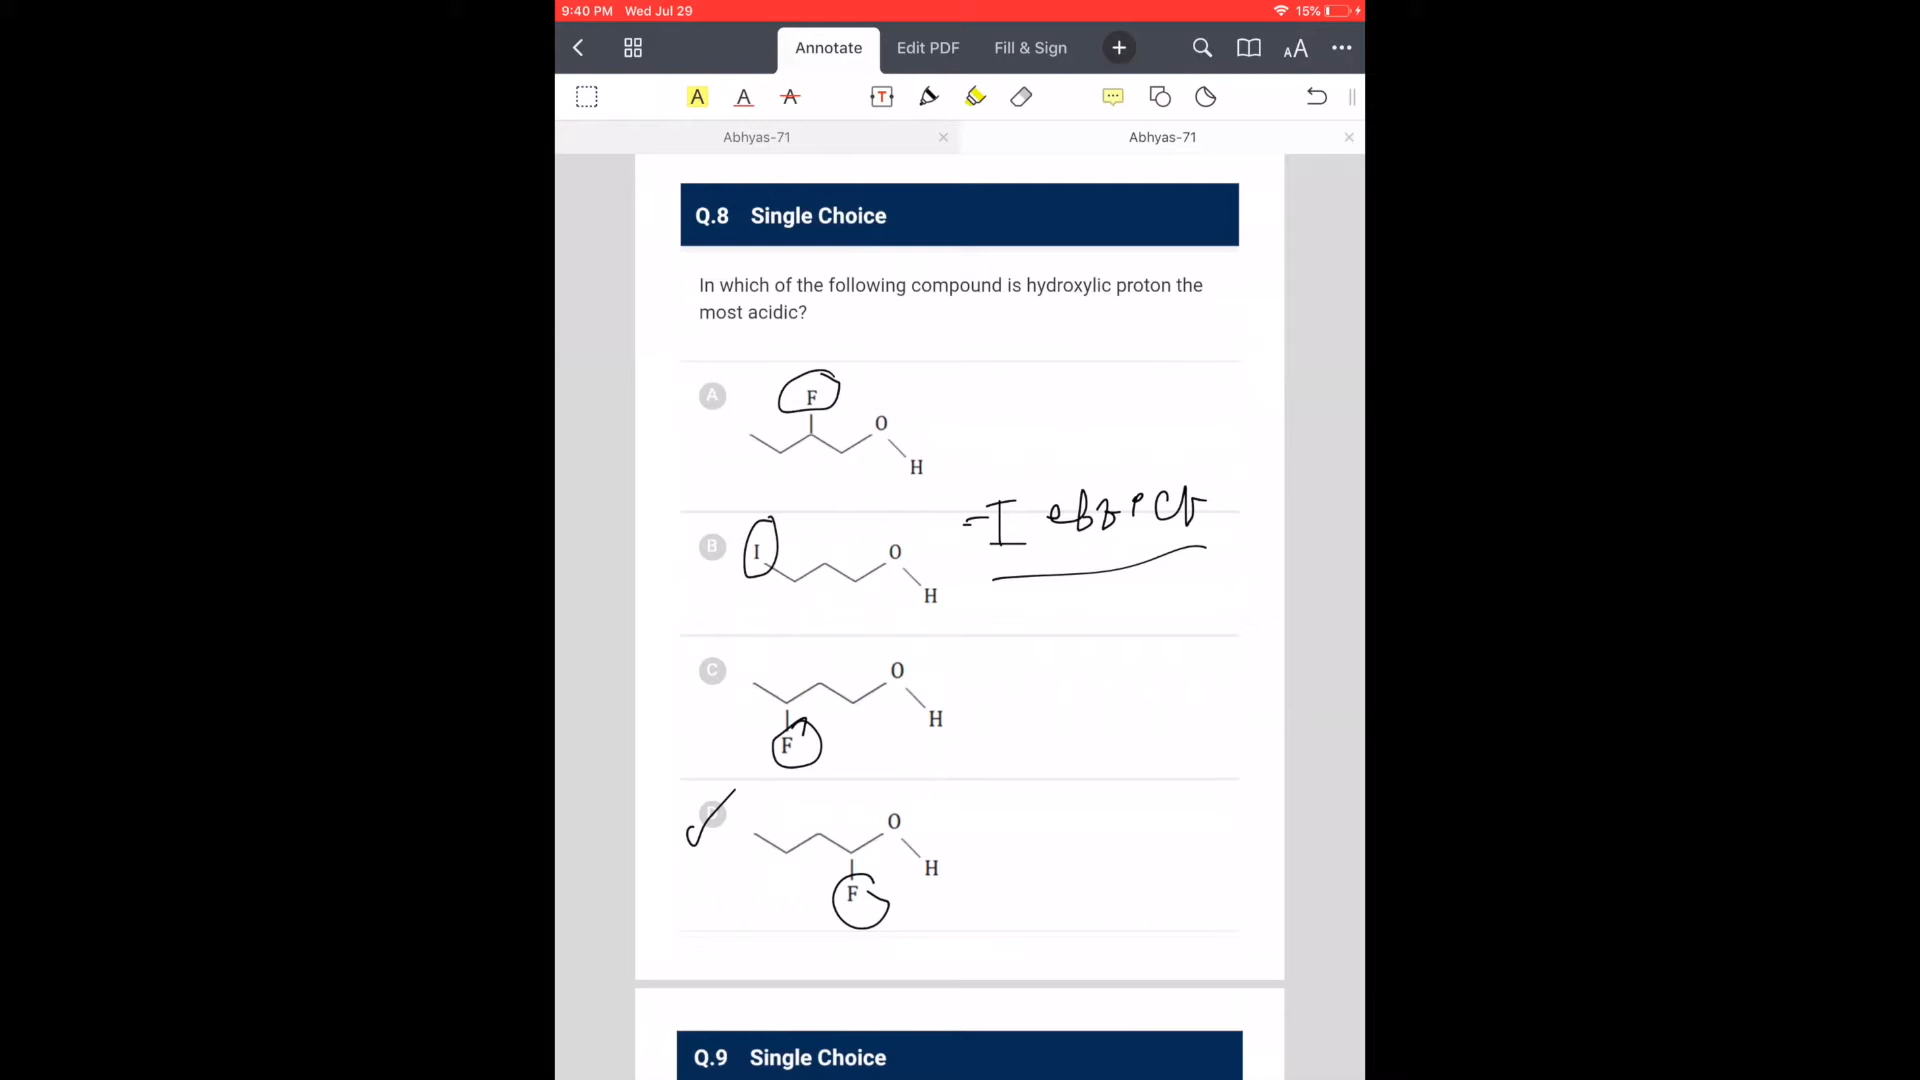 9:40 PM Wed Jul 29 15%
Annotate Edit PDF Fill & Sign
A A A T AA
Abhyas-71 Abhyas-71
Q.8 Single Choice
In which of the following compound is hydroxylic proton the
most acidic?
A
F
O
H
-I effect
B
I
O
H
C
O
H
F
D
O
H
F
Q.9 Single Choice